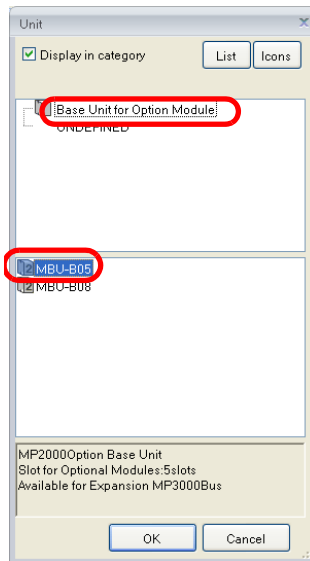 Unit
Display in category
List
Icons
Base Unit for Option Module
UNDEFINED
MBU-B05
MBU-B08
MP2000Option Base Unit
Slot for Optional Modules:5slots
Available for Expansion MP3000Bus
OK
Cancel